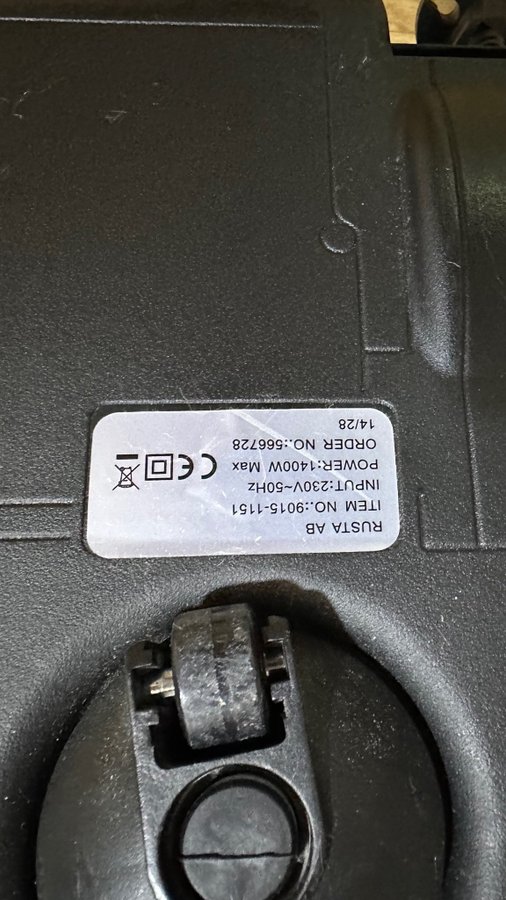 RUSTA AB
ITEM NO.:9015-1151
INPUT:230V~50Hz
POWER:1400W Max
ORDER NO.:566728
14/28
CE